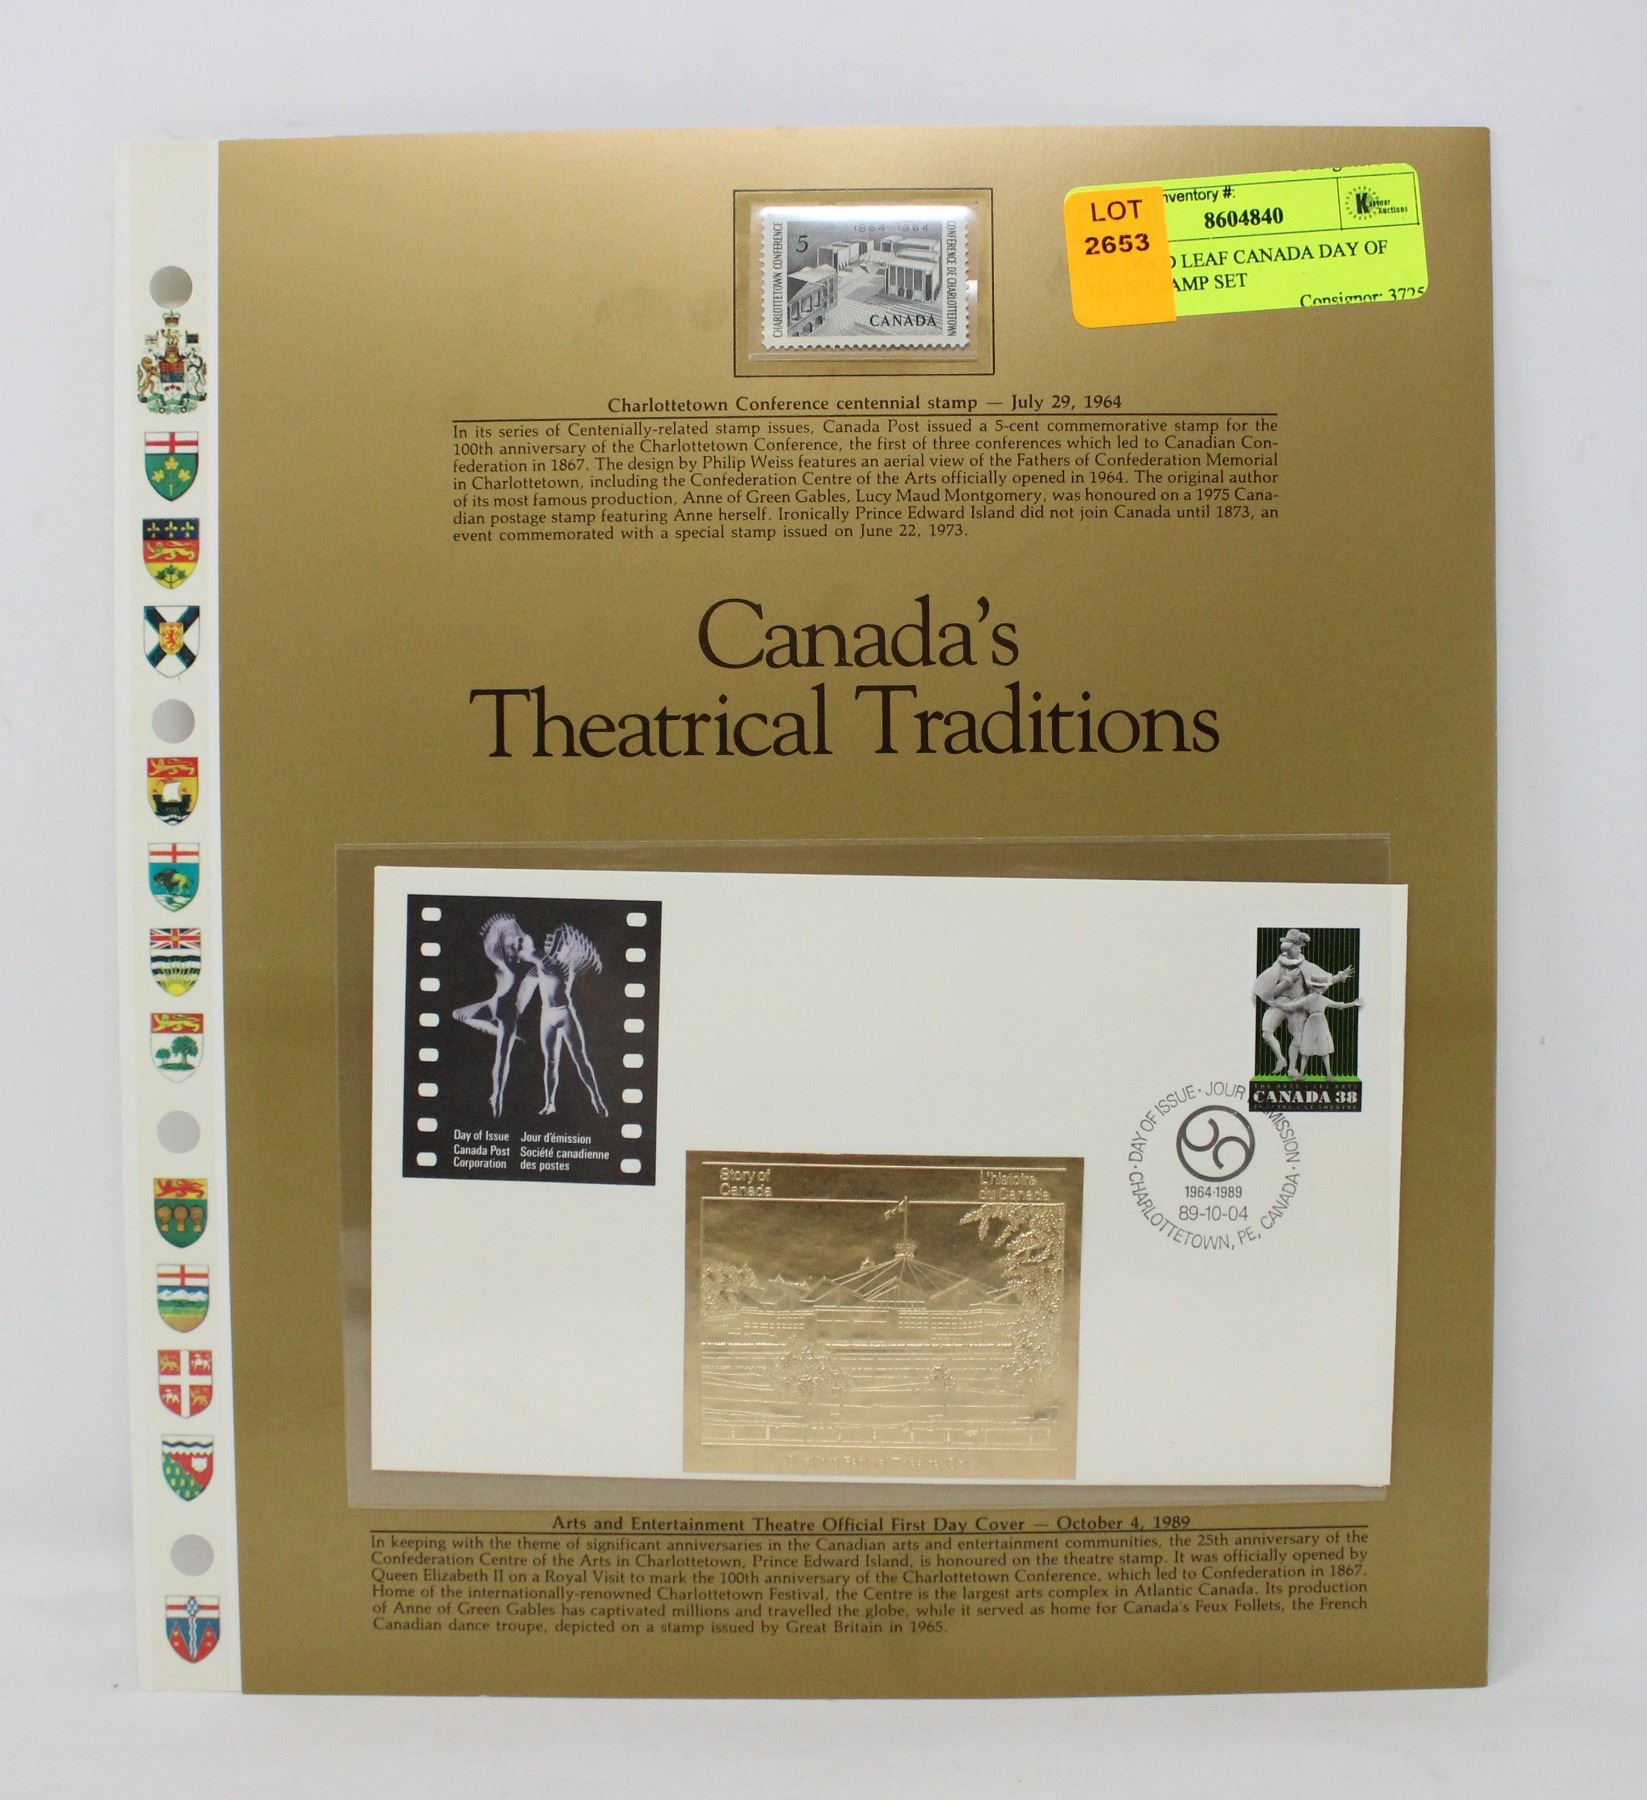 nventory #:
8604840
Kastner
Auctions
LOT
2653
LEAF CANADA DAY OF
AMP SET
Consignor: 3725
5
1864 1964
CHARLOTTETOWN CONFERENCE
CONFERENCE DE CHARLOTTETOWN
CANADA
Charlottetown Conference centennial stamp — July 29, 1964
In its series of Centenially-related stamp issues, Canada Post issued a 5-cent commemorative stamp for the
100th anniversary of the Charlottetown Conference, the first of three conferences which led to Canadian Con-
federation in 1867. The design by Philip Weiss features an aerial view of the Fathers of Confederation Memorial
in Charlottetown, including the Confederation Centre of the Arts officially opened in 1964. The original author
of its most famous production, Anne of Green Gables, Lucy Maud Montgomery, was honoured on a 1975 Cana-
dian postage stamp featuring Anne herself. Ironically Prince Edward Island did not join Canada until 1873, an
event commemorated with a special stamp issued on June 22, 1973.
Canada's
Theatrical Traditions
Day of Issue Jour d'émission
Canada Post Société canadienne
Corporation des postes
THE ARTS • LES ARTS
CANADA 38
LE THÉÂTRE
DAY OF ISSUE · JOUR D'ÉMISSION
1964·1989
89-10-04
CHARLOTTETOWN, PE, CANADA
Story of L'histoire
Canada du Canada
Arts and Entertainment Theatre Official First Day Cover — October 4, 1989
In keeping with the theme of significant anniversaries in the Canadian arts and entertainment communities, the 25th anniversary of the
Confederation Centre of the Arts in Charlottetown, Prince Edward Island, is honoured on the theatre stamp. It was officially opened by
Queen Elizabeth II on a Royal Visit to mark the 100th anniversary of the Charlottetown Conference, which led to Confederation in 1867.
Home of the internationally-renowned Charlottetown Festival, the Centre is the largest arts complex in Atlantic Canada. Its production
of Anne of Green Gables has captivated millions and travelled the globe, while it served as home for Canada's Feux Follets, the French
Canadian dance troupe, depicted on a stamp issued by Great Britain in 1965.